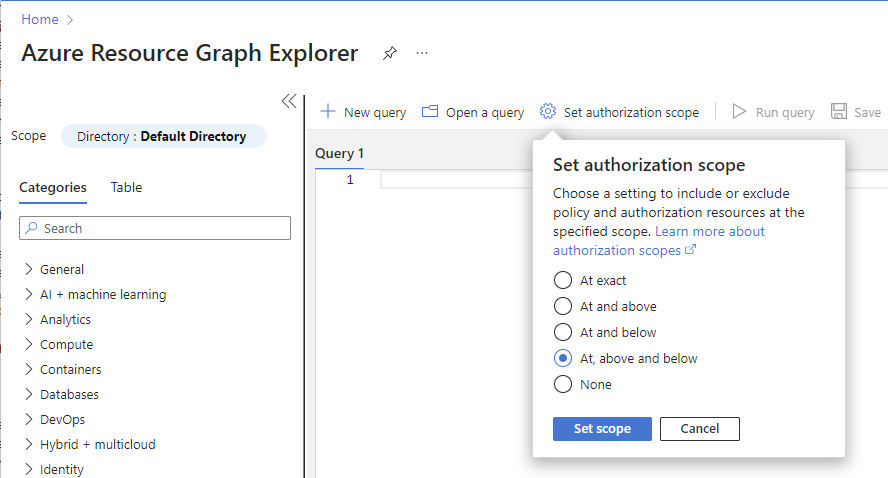 Home
Azure Resource Graph Explorer
Scope
Directory : Default Directory
Categories
Table
Search
General
AI + machine learning
Analytics
Compute
Containers
Databases
DevOps
Hybrid + multicloud
Identity
New query
Open a query
Set authorization scope
Run query
Save
Query 1
1
Set authorization scope
Choose a setting to include or exclude
policy and authorization resources at the
specified scope. Learn more about
authorization scopes
At exact
At and above
At and below
At, above and below
None
Set scope
Cancel